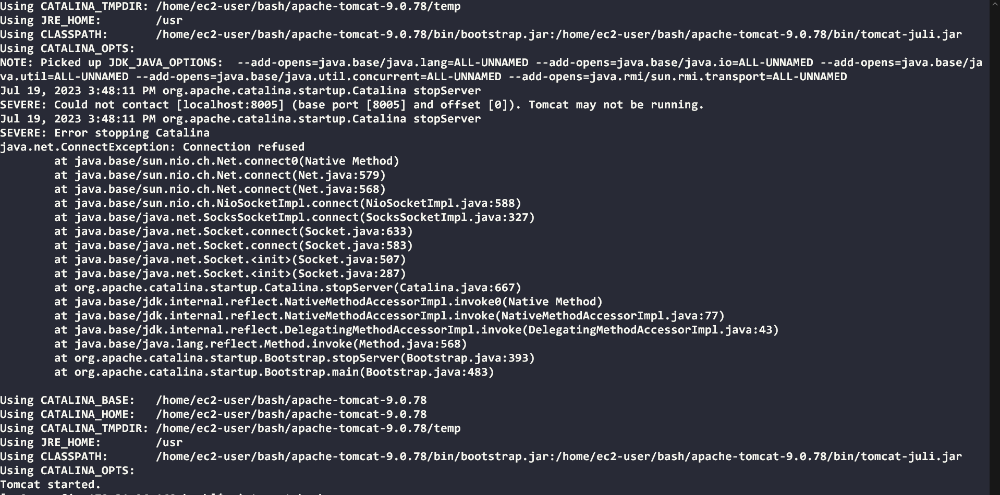 Using CATALINA_TMPDIR: /home/ec2-user/bash/apache-tomcat-9.0.78/temp
Using JRE_HOME:        /usr
Using CLASSPATH:       /home/ec2-user/bash/apache-tomcat-9.0.78/bin/bootstrap.jar:/home/ec2-user/bash/apache-tomcat-9.0.78/bin/tomcat-juli.jar
Using CATALINA_OPTS:
NOTE: Picked up JDK_JAVA_OPTIONS:  --add-opens=java.base/java.lang=ALL-UNNAMED --add-opens=java.base/java.io=ALL-UNNAMED --add-opens=java.base/ja
va.util=ALL-UNNAMED --add-opens=java.base/java.util.concurrent=ALL-UNNAMED --add-opens=java.rmi/sun.rmi.transport=ALL-UNNAMED
Jul 19, 2023 3:48:11 PM org.apache.catalina.startup.Catalina stopServer
SEVERE: Could not contact [localhost:8005] (base port [8005] and offset [0]). Tomcat may not be running.
Jul 19, 2023 3:48:11 PM org.apache.catalina.startup.Catalina stopServer
SEVERE: Error stopping Catalina
java.net.ConnectException: Connection refused
        at java.base/sun.nio.ch.Net.connect0(Native Method)
        at java.base/sun.nio.ch.Net.connect(Net.java:579)
        at java.base/sun.nio.ch.Net.connect(Net.java:568)
        at java.base/sun.nio.ch.NioSocketImpl.connect(NioSocketImpl.java:588)
        at java.base/java.net.SocksSocketImpl.connect(SocksSocketImpl.java:327)
        at java.base/java.net.Socket.connect(Socket.java:633)
        at java.base/java.net.Socket.connect(Socket.java:583)
        at java.base/java.net.Socket.<init>(Socket.java:507)
        at java.base/java.net.Socket.<init>(Socket.java:287)
        at org.apache.catalina.startup.Catalina.stopServer(Catalina.java:667)
        at java.base/jdk.internal.reflect.NativeMethodAccessorImpl.invoke0(Native Method)
        at java.base/jdk.internal.reflect.NativeMethodAccessorImpl.invoke(NativeMethodAccessorImpl.java:77)
        at java.base/jdk.internal.reflect.DelegatingMethodAccessorImpl.invoke(DelegatingMethodAccessorImpl.java:43)
        at java.base/java.lang.reflect.Method.invoke(Method.java:568)
        at org.apache.catalina.startup.Bootstrap.stopServer(Bootstrap.java:393)
        at org.apache.catalina.startup.Bootstrap.main(Bootstrap.java:483)
Using CATALINA_BASE:   /home/ec2-user/bash/apache-tomcat-9.0.78
Using CATALINA_HOME:   /home/ec2-user/bash/apache-tomcat-9.0.78
Using CATALINA_TMPDIR: /home/ec2-user/bash/apache-tomcat-9.0.78/temp
Using JRE_HOME:        /usr
Using CLASSPATH:       /home/ec2-user/bash/apache-tomcat-9.0.78/bin/bootstrap.jar:/home/ec2-user/bash/apache-tomcat-9.0.78/bin/tomcat-juli.jar
Using CATALINA_OPTS:
Tomcat started.